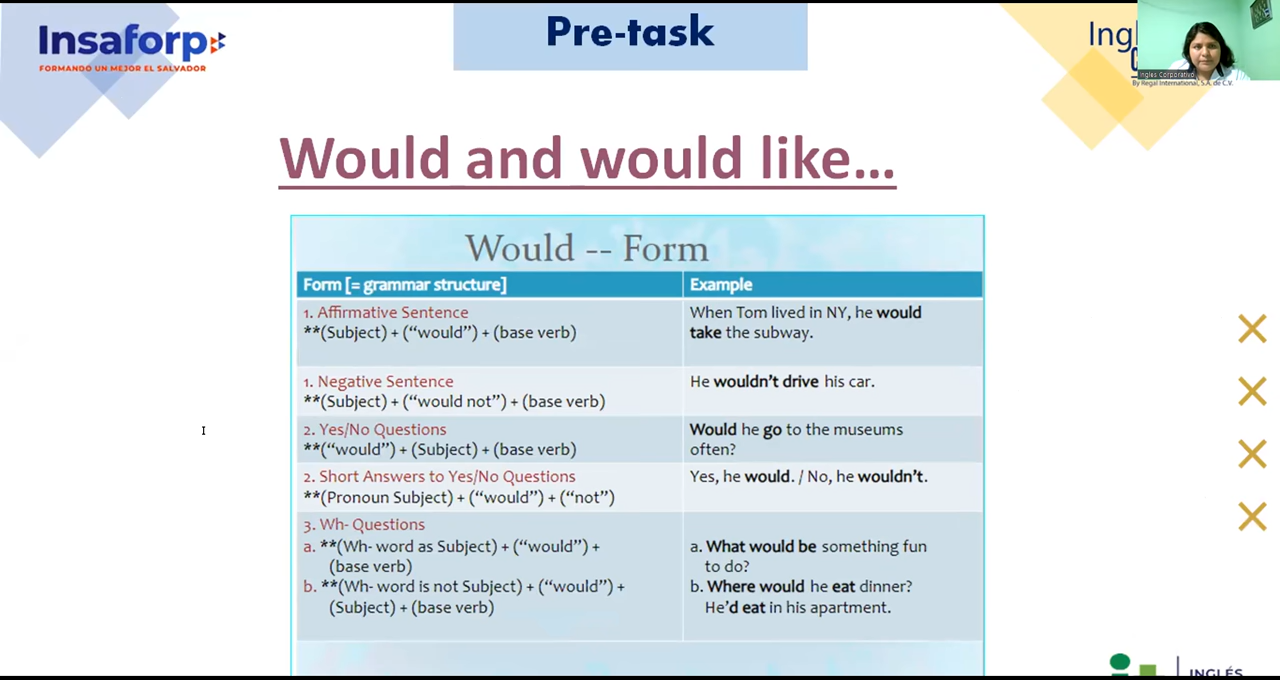 Insaforp
FORMANDO UN MEJOR EL SALVADOR
Pre-task
Ingl
Ingles Corporativo
By Regal International, S.A. de C.V.
Would and would like...
Would -- Form
Form [= grammar structure]
Example
1. Affirmative Sentence
**(Subject) + (“would”) + (base verb)
When Tom lived in NY, he would
take the subway.
1. Negative Sentence
**(Subject) + (“would not”) + (base verb)
He wouldn’t drive his car.
2. Yes/No Questions
**(“would”) + (Subject) + (base verb)
Would he go to the museums
often?
2. Short Answers to Yes/No Questions
**(Pronoun Subject) + (“would”) + (“not”)
Yes, he would. / No, he wouldn’t.
3. Wh- Questions
a. **(Wh- word as Subject) + (“would”) +
(base verb)
b. **(Wh- word is not Subject) + (“would”) +
(Subject) + (base verb)
a. What would be something fun
to do?
b. Where would he eat dinner?
He’d eat in his apartment.
INGLÉS